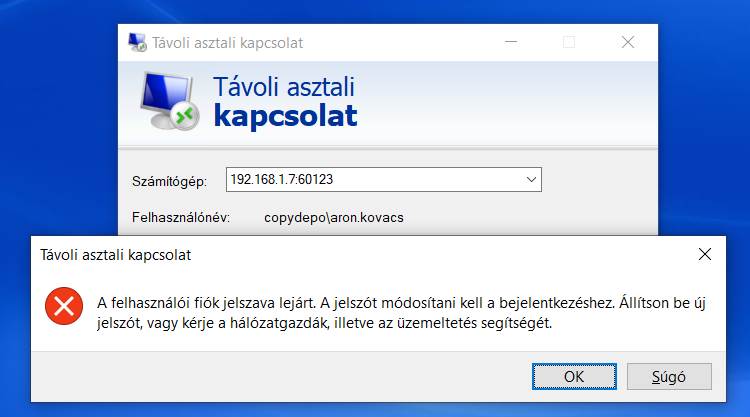 Távoli asztali kapcsolat
Távoli asztali
kapcsolat
Számítógép: 192.168.1.7:60123
Felhasználónév: copydepo\aron.kovacs
Távoli asztali kapcsolat
A felhasználói fiók jelszava lejárt. A jelszót módosítani kell a bejelentkezéshez. Állítson be új
jelszót, vagy kérje a hálózatgazdák, illetve az üzemeltetés segítségét.
OK Súgó